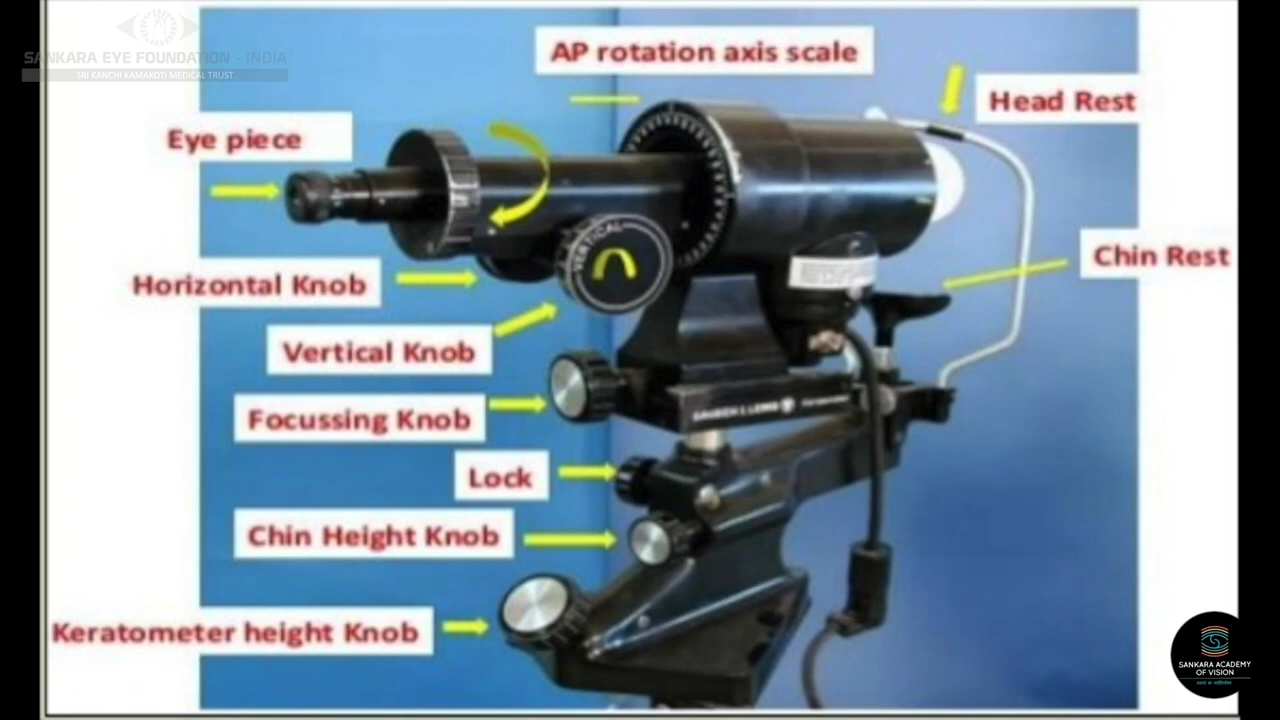 SANKARA EYE FOUNDATION - INDIA
SRI KANCHI KAMAKOTI MEDICAL TRUST
AP rotation axis scale
Head Rest
Eye piece
Chin Rest
VERTICAL
Horizontal Knob
Vertical Knob
Focussing Knob
BAUSCH & LOMB
Lock
Chin Height Knob
Keratometer height Knob
SANKARA ACADEMY
OF VISION